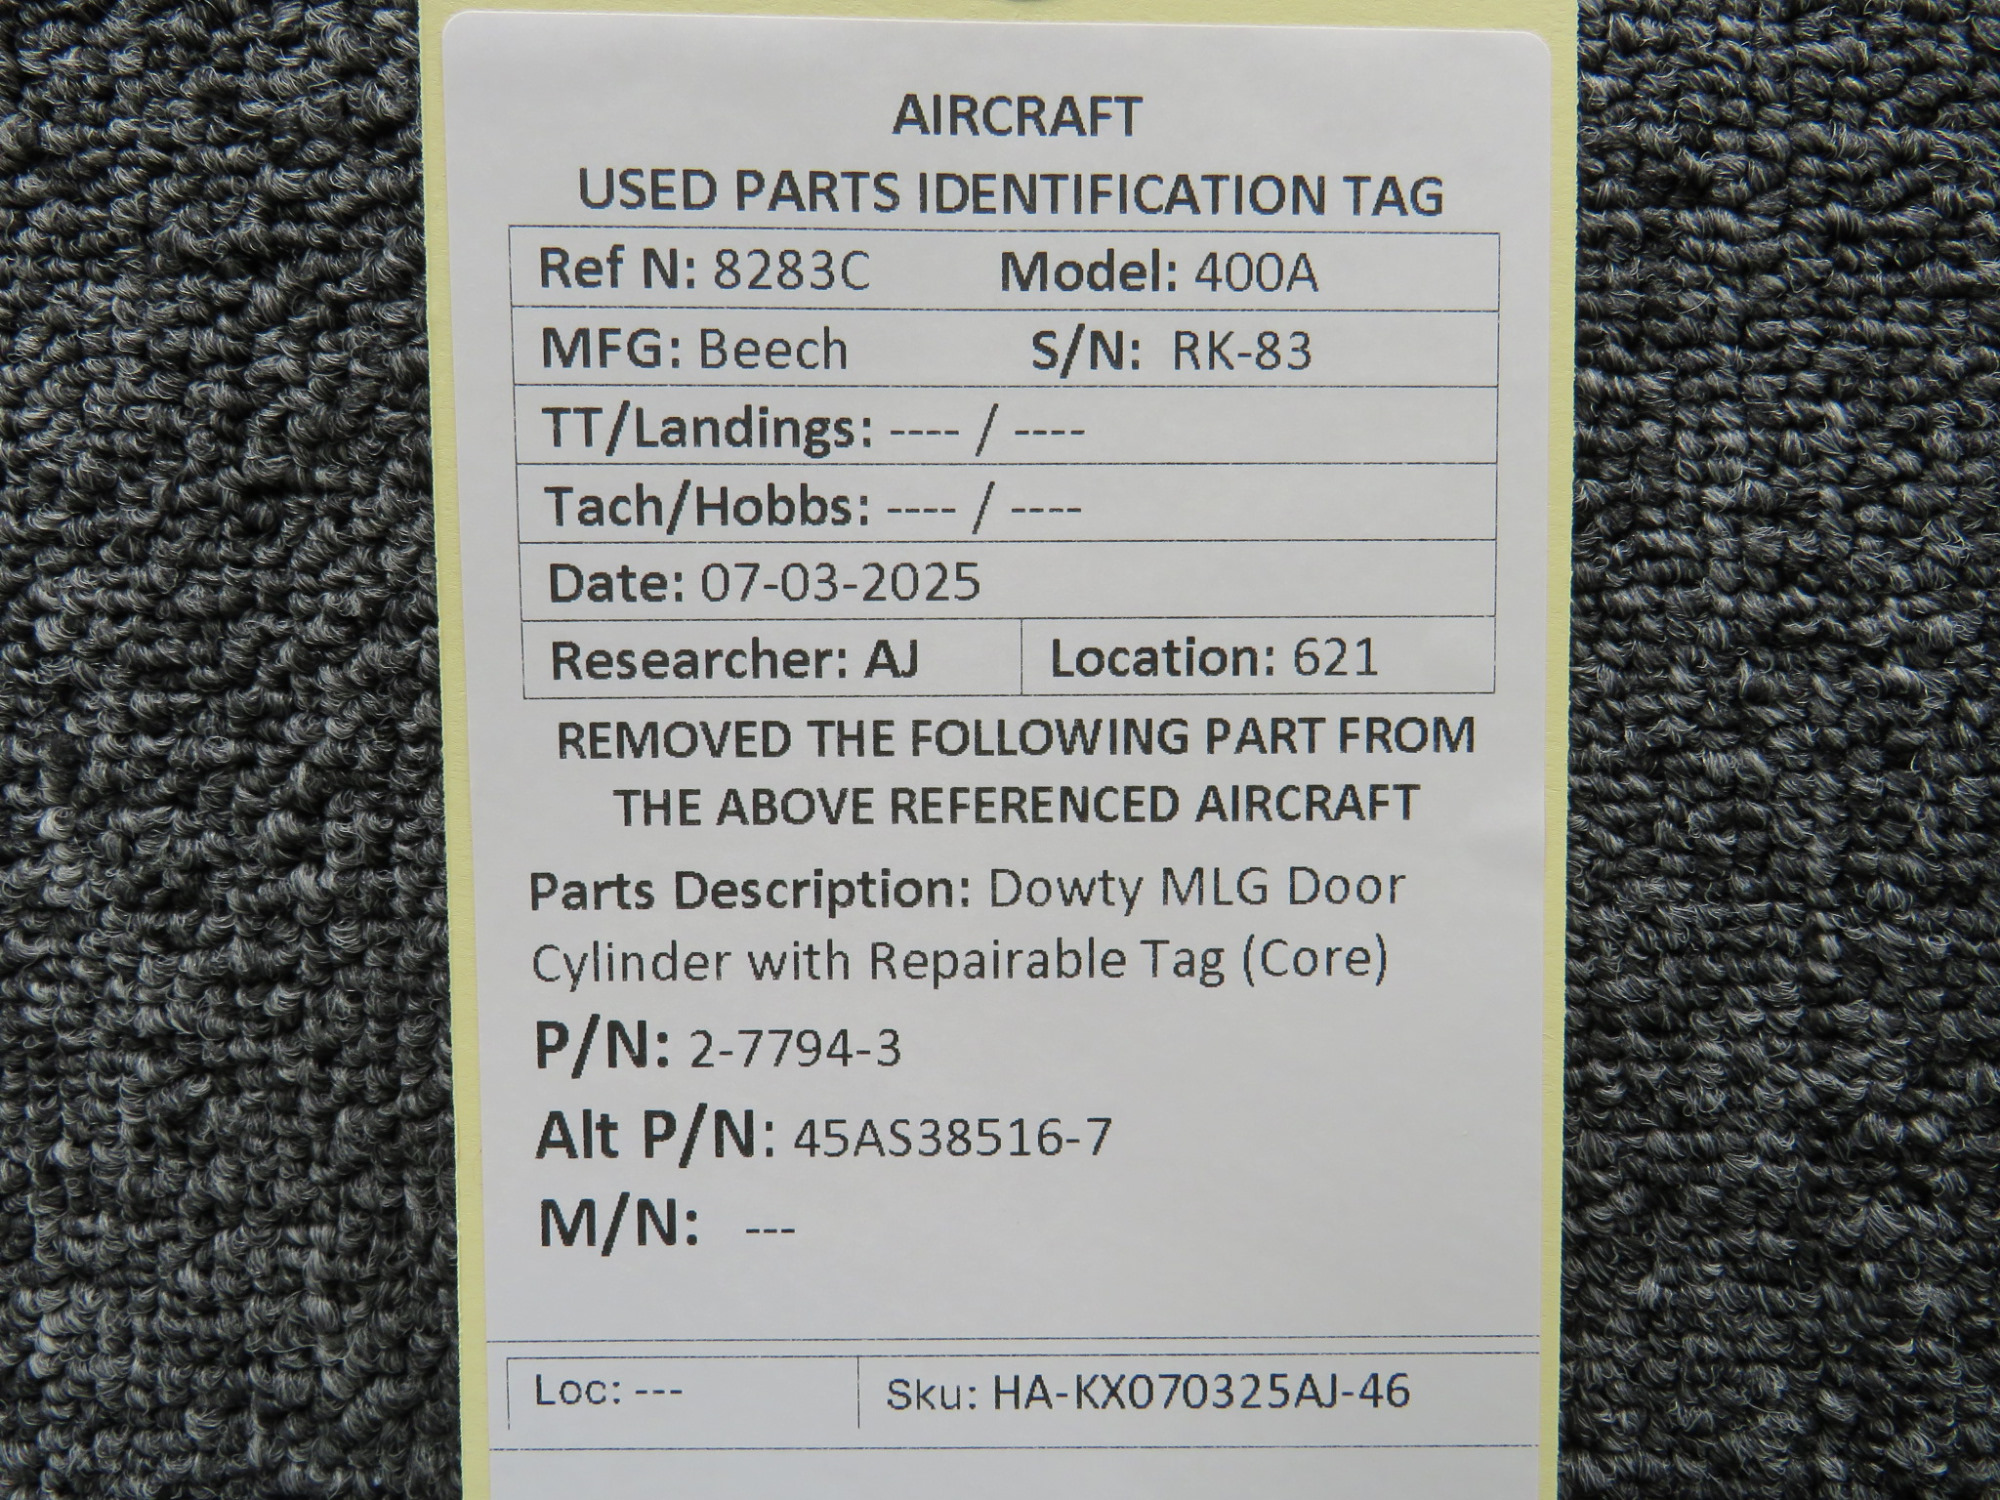 AIRCRAFT
USED PARTS IDENTIFICATION TAG
Ref N: 8283C Model: 400A
MFG: Beech S/N: RK-83
TT/Landings: ---- / ----
Tach/Hobbs: ---- / ----
Date: 07-03-2025
Researcher: AJ Location: 621
REMOVED THE FOLLOWING PART FROM
THE ABOVE REFERENCED AIRCRAFT
Parts Description: Dowty MLG Door
Cylinder with Repairable Tag (Core)
P/N: 2-7794-3
Alt P/N: 45AS38516-7
M/N: ---
Loc: --- Sku: HA-KX070325AJ-46